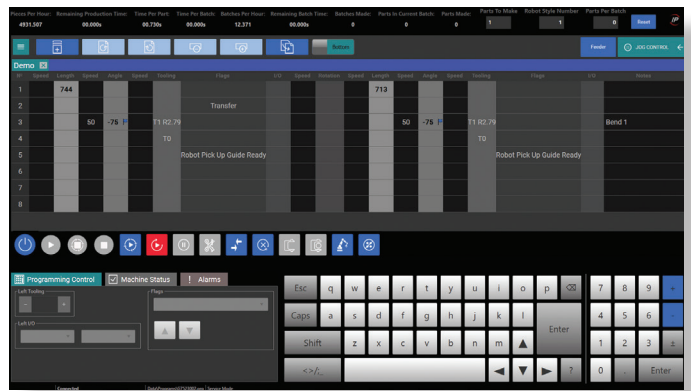 Pieces Per Hour: Remaining Production Time: Time Per Part: Time Per Batch: Batches Per Hour: Remaining Batch Time: Batches Made: Parts In Current Batch: Parts Made: Parts To Make Robot Style Number Parts Per Batch
4931.507 00.000s 00.730s 00.000s 12.371 00.000s 0 0 0 1 1 0 Reset
Bottom Feeder JOG CONTROL
Demo
N° Speed Length Speed Angle Speed Tooling Flags I/O Speed Rotation Speed Length Speed Angle Speed Tooling Flags I/O Notes
1 744 713
2 Transfer
3 50 -75 P T1 R2.79 50 -75 P T1 R2.79 Bend 1
4 T0 T0
5 Robot Pick Up Guide Ready Robot Pick Up Guide Ready
6
7
8
Programming Control Machine Status ! Alarms
Left Tooling Flags
- +
Left I/O
Esc q w e r t y u i o p 7 8 9 +
Caps a s d f g h j k l Enter 4 5 6 -
Shift z x c v b n m 1 2 3 ±
<>/;.. ? 0 . Enter
Connected Service Mode